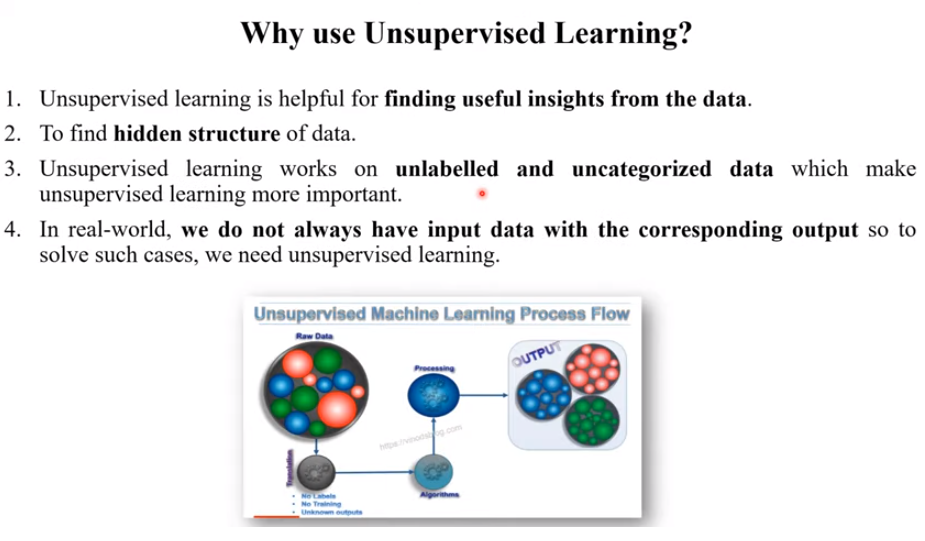 Why use Unsupervised Learning?
1. Unsupervised learning is helpful for finding useful insights from the data.
2. To find hidden structure of data.
3. Unsupervised learning works on unlabelled and uncategorized data which make
unsupervised learning more important.
4. In real-world, we do not always have input data with the corresponding output so to
solve such cases, we need unsupervised learning.
Unsupervised Machine Learning Process Flow
Raw Data
OUTPUT
Processing
Translation
Algorithms
• No Labels
• No Training
• Unknown outputs